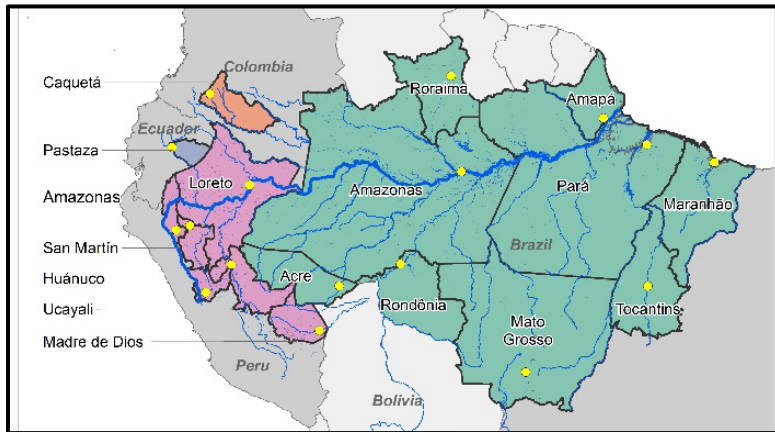 Colombia
Caquetá
Roraima
Amapá
Ecuador
Pastaza
Loreto
Amazonas
Pará
Amazonas
Maranhão
San Martín
Brazil
Huánuco
Acre
Rondônia
Tocantins
Ucayali
Mato
Grosso
Madre de Dios
Peru
Bolívia